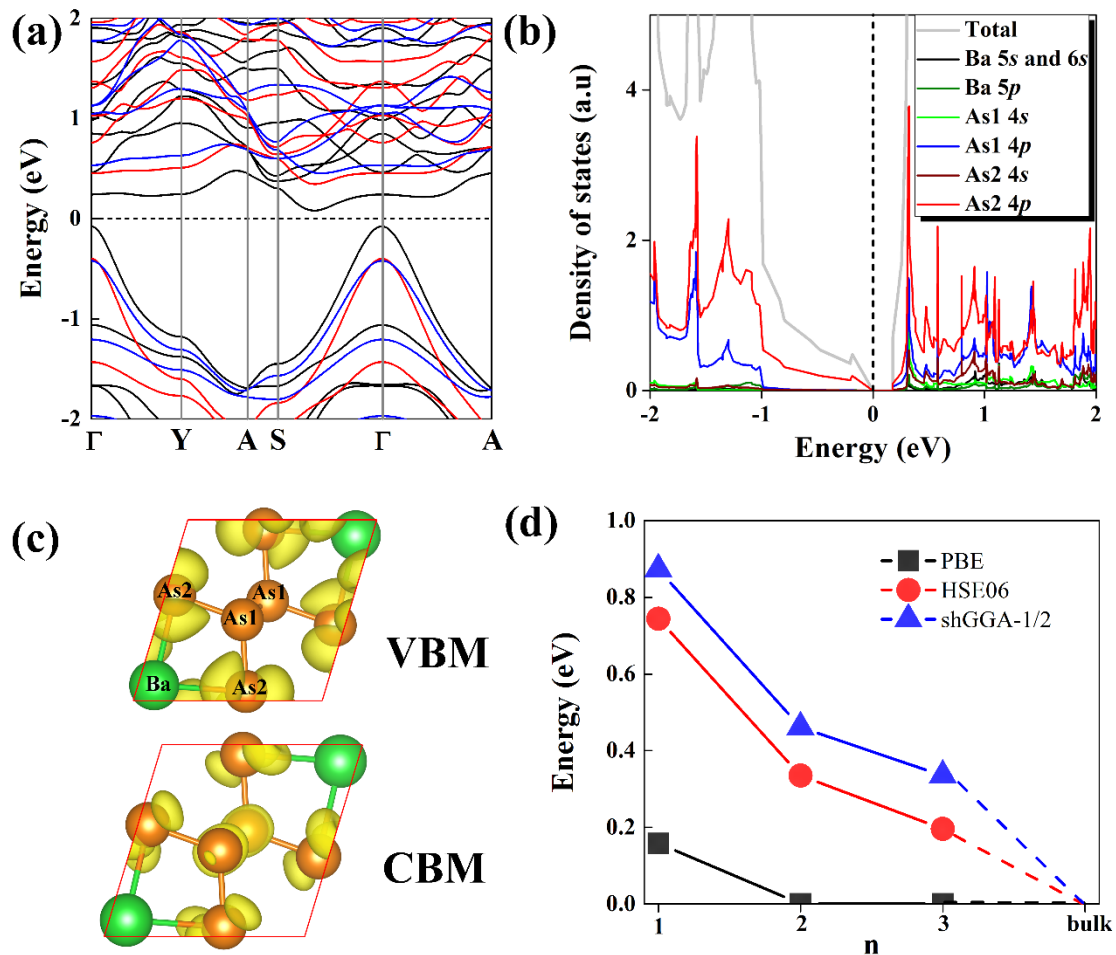 (a)
2
1
0
-1
-2
Energy (eV)
Γ
Y
A
S
Γ
A
(b)
Density of states (a.u)
4
2
0
Total
Ba 5s and 6s
Ba 5p
As1 4s
As1 4p
As2 4s
As2 4p
-2
-1
0
1
2
Energy (eV)
(c)
As2
As1
As1
Ba
As2
VBM
CBM
(d)
Energy (eV)
1.0
0.8
0.6
0.4
0.2
0.0
PBE
HSE06
shGGA-1/2
1
2
3
bulk
n